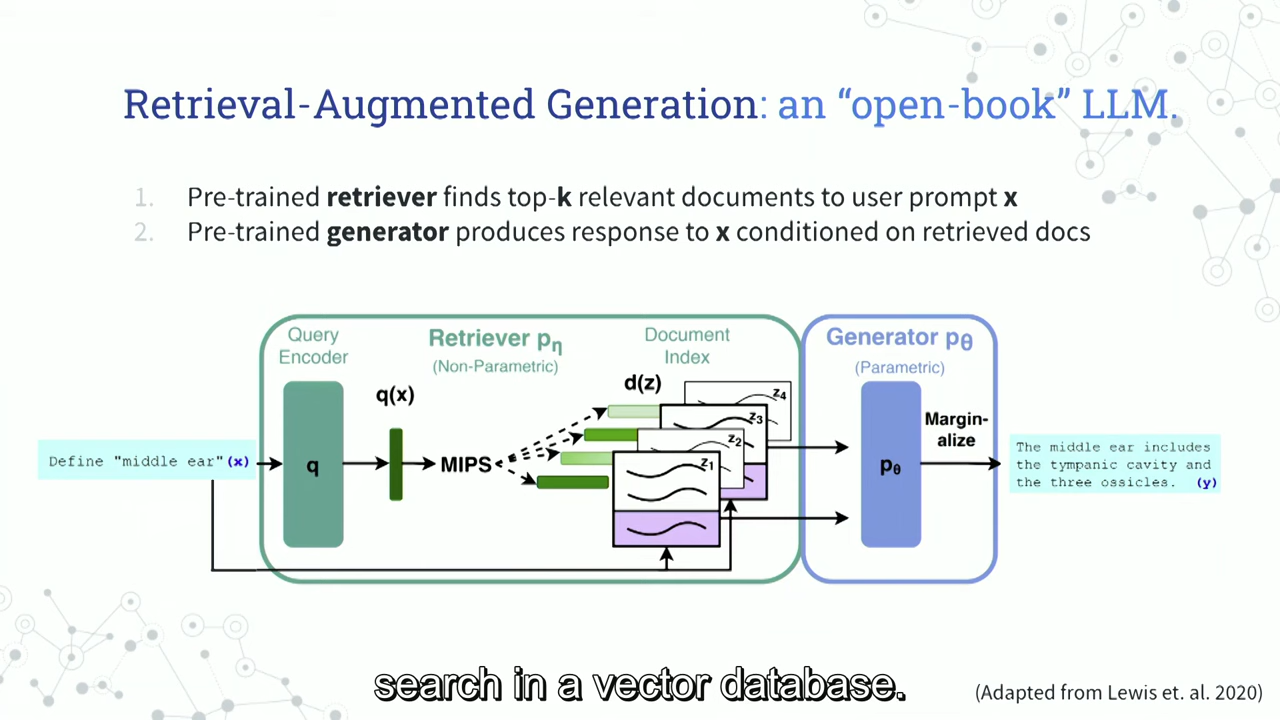 Retrieval-Augmented Generation: an “open-book” LLM.
1. Pre-trained retriever finds top-k relevant documents to user prompt x
2. Pre-trained generator produces response to x conditioned on retrieved docs
Query
Encoder
Retriever pη
(Non-Parametric)
Document
Index
Generator pθ
(Parametric)
q(x)
d(z)
z4
z3
z2
z1
Define "middle ear"(x)
q
MIPS
pθ
Margin-
alize
The middle ear includes
the tympanic cavity and
the three ossicles. (y)
search in a vector database.
(Adapted from Lewis et. al. 2020)